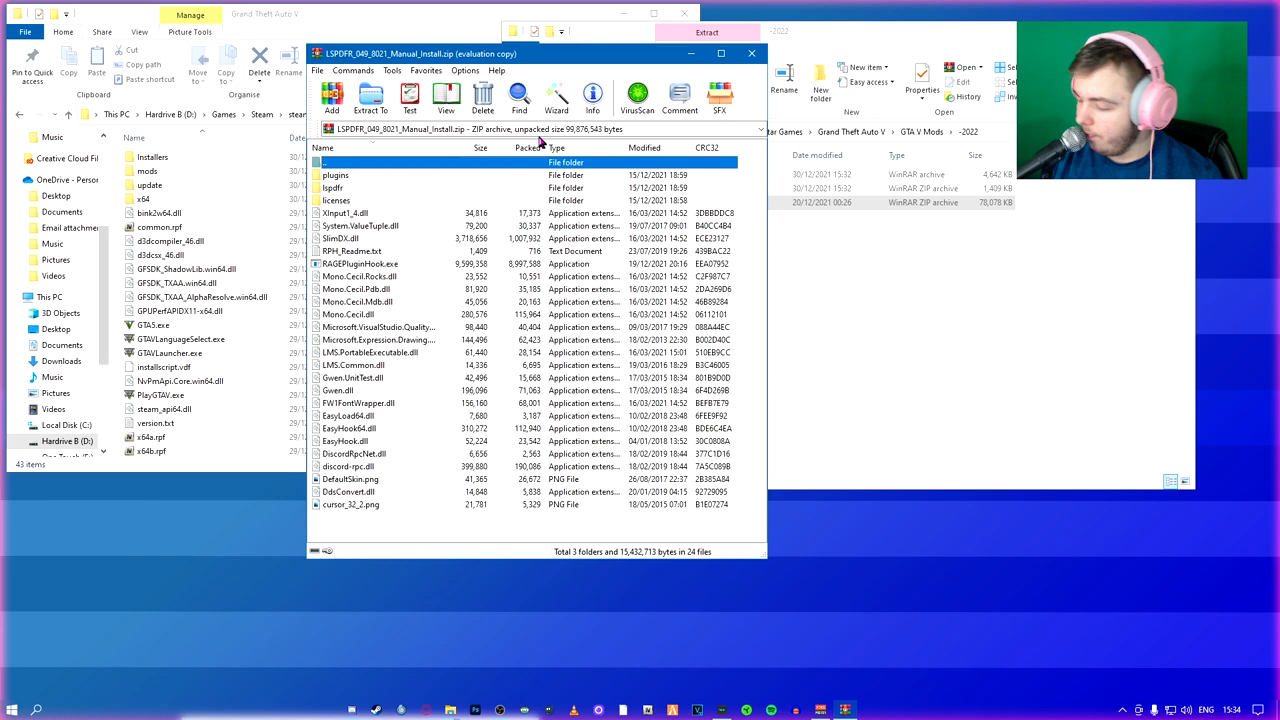 Manage
Grand Theft Auto V
File Home Share View Picture Tools
Pin to Quick access
Copy
Paste
Cut
Copy path
Paste shortcut
Move to
Copy to
Delete
Rename
Clipboard
Organise
This PC > Hardrive B (D:) > Games > Steam
Music
Creative Cloud Fil
OneDrive - Person
Desktop
Documents
Email attachme
Music
Pictures
Videos
This PC
3D Objects
Desktop
Documents
Downloads
Music
Pictures
Videos
Local Disk (C:)
Hardrive B (D:)
Name
Installers
mods
update
x64
bink2w64.dll
common.rpf
d3dcompiler_46.dll
d3dcsx_46.dll
GFSDK_ShadowLib.win64.dll
GFSDK_TXAA.win64.dll
GFSDK_TXAA_AlphaResolve.win64.dll
GPUPerfAPIDX11-x64.dll
GTA5.exe
GTAVLanguageSelect.exe
GTAVLauncher.exe
installscript.vdf
NvPmApi.Core.win64.dll
PlayGTAV.exe
steam_api64.dll
version.txt
x64a.rpf
x64b.rpf
43 items
Extract
-2022
LSPDFR_049_8021_Manual_Install.zip (evaluation copy)
File Commands Tools Favorites Options Help
Add Extract To Test View Delete Find Wizard Info VirusScan Comment SFX
LSPDFR_049_8021_Manual_Install.zip - ZIP archive, unpacked size 99,876,543 bytes
Name Size Packed Type Modified CRC32
.. File folder
plugins File folder 15/12/2021 18:59
lspdfr File folder 15/12/2021 18:59
licenses File folder 15/12/2021 18:58
XInput1_4.dll 34,816 17,373 Application extens... 16/03/2021 14:52 3DBBDDC8
System.ValueTuple.dll 79,200 30,337 Application extens... 19/07/2017 09:01 B40CC4B4
SlimDX.dll 3,718,656 1,007,932 Application extens... 16/03/2021 14:52 ECE23127
RPH_Readme.txt 1,409 716 Text Document 23/07/2019 19:26 439BAC22
RAGEPluginHook.exe 9,599,358 8,997,588 Application 19/12/2021 20:16 EEA07952
Mono.Cecil.Rocks.dll 23,552 10,551 Application extens... 16/03/2021 14:52 C2F987C7
Mono.Cecil.Pdb.dll 81,920 35,185 Application extens... 16/03/2021 14:52 2DA269D6
Mono.Cecil.Mdb.dll 45,056 20,163 Application extens... 16/03/2021 14:52 46B89284
Mono.Cecil.dll 280,576 115,964 Application extens... 16/03/2021 14:52 06112101
Microsoft.VisualStudio.Quality... 98,440 40,404 Application extens... 09/03/2017 19:29 088A44EC
Microsoft.Expression.Drawing.... 144,496 62,423 Application extens... 18/02/2013 22:30 B002D40C
LMS.PortableExecutable.dll 61,440 28,154 Application extens... 16/03/2021 15:01 510EB9CC
LMS.Common.dll 14,336 6,695 Application extens... 19/03/2016 18:31 B3C46005
Gwen.UnitTest.dll 42,496 15,668 Application extens... 17/03/2015 18:34 801B9D0D
Gwen.dll 196,096 71,063 Application extens... 17/03/2015 18:34 6F4D269B
FW1FontWrapper.dll 156,160 68,001 Application extens... 16/03/2021 14:52 BEFB7E79
EasyLoad64.dll 7,680 3,187 Application extens... 10/02/2018 23:48 6FEE9F92
EasyHook64.dll 310,272 112,940 Application extens... 10/02/2018 23:48 BDE6C4EA
EasyHook.dll 52,224 23,542 Application extens... 04/01/2018 13:52 30C0808A
DiscordRpcNet.dll 6,656 2,563 Application extens... 18/02/2019 18:44 C377C1D16
discord-rpc.dll 399,880 190,086 Application extens... 18/02/2019 18:44 7A5C089B
DefaultSkin.png 41,365 26,672 PNG File 26/08/2017 22:37 2B385A84
DdsConvert.dll 14,848 5,838 Application extens... 20/01/2019 04:15 92729095
cursor_32_2.png 21,781 5,329 PNG File 18/05/2015 07:01 B1E07274
Total 3 folders and 15,432,713 bytes in 24 files
Rename
New folder
New item
Easy access
New
Properties
Open
Edit
History
Open
star Games > Grand Theft Auto V > GTA V Mods > -2022
Date modified Type Size
30/12/2021 15:32 WinRAR archive 4,642 KB
30/12/2021 15:32 WinRAR ZIP archive 1,409 KB
20/12/2021 00:26 WinRAR ZIP archive 78,078 KB
ENG 15:34